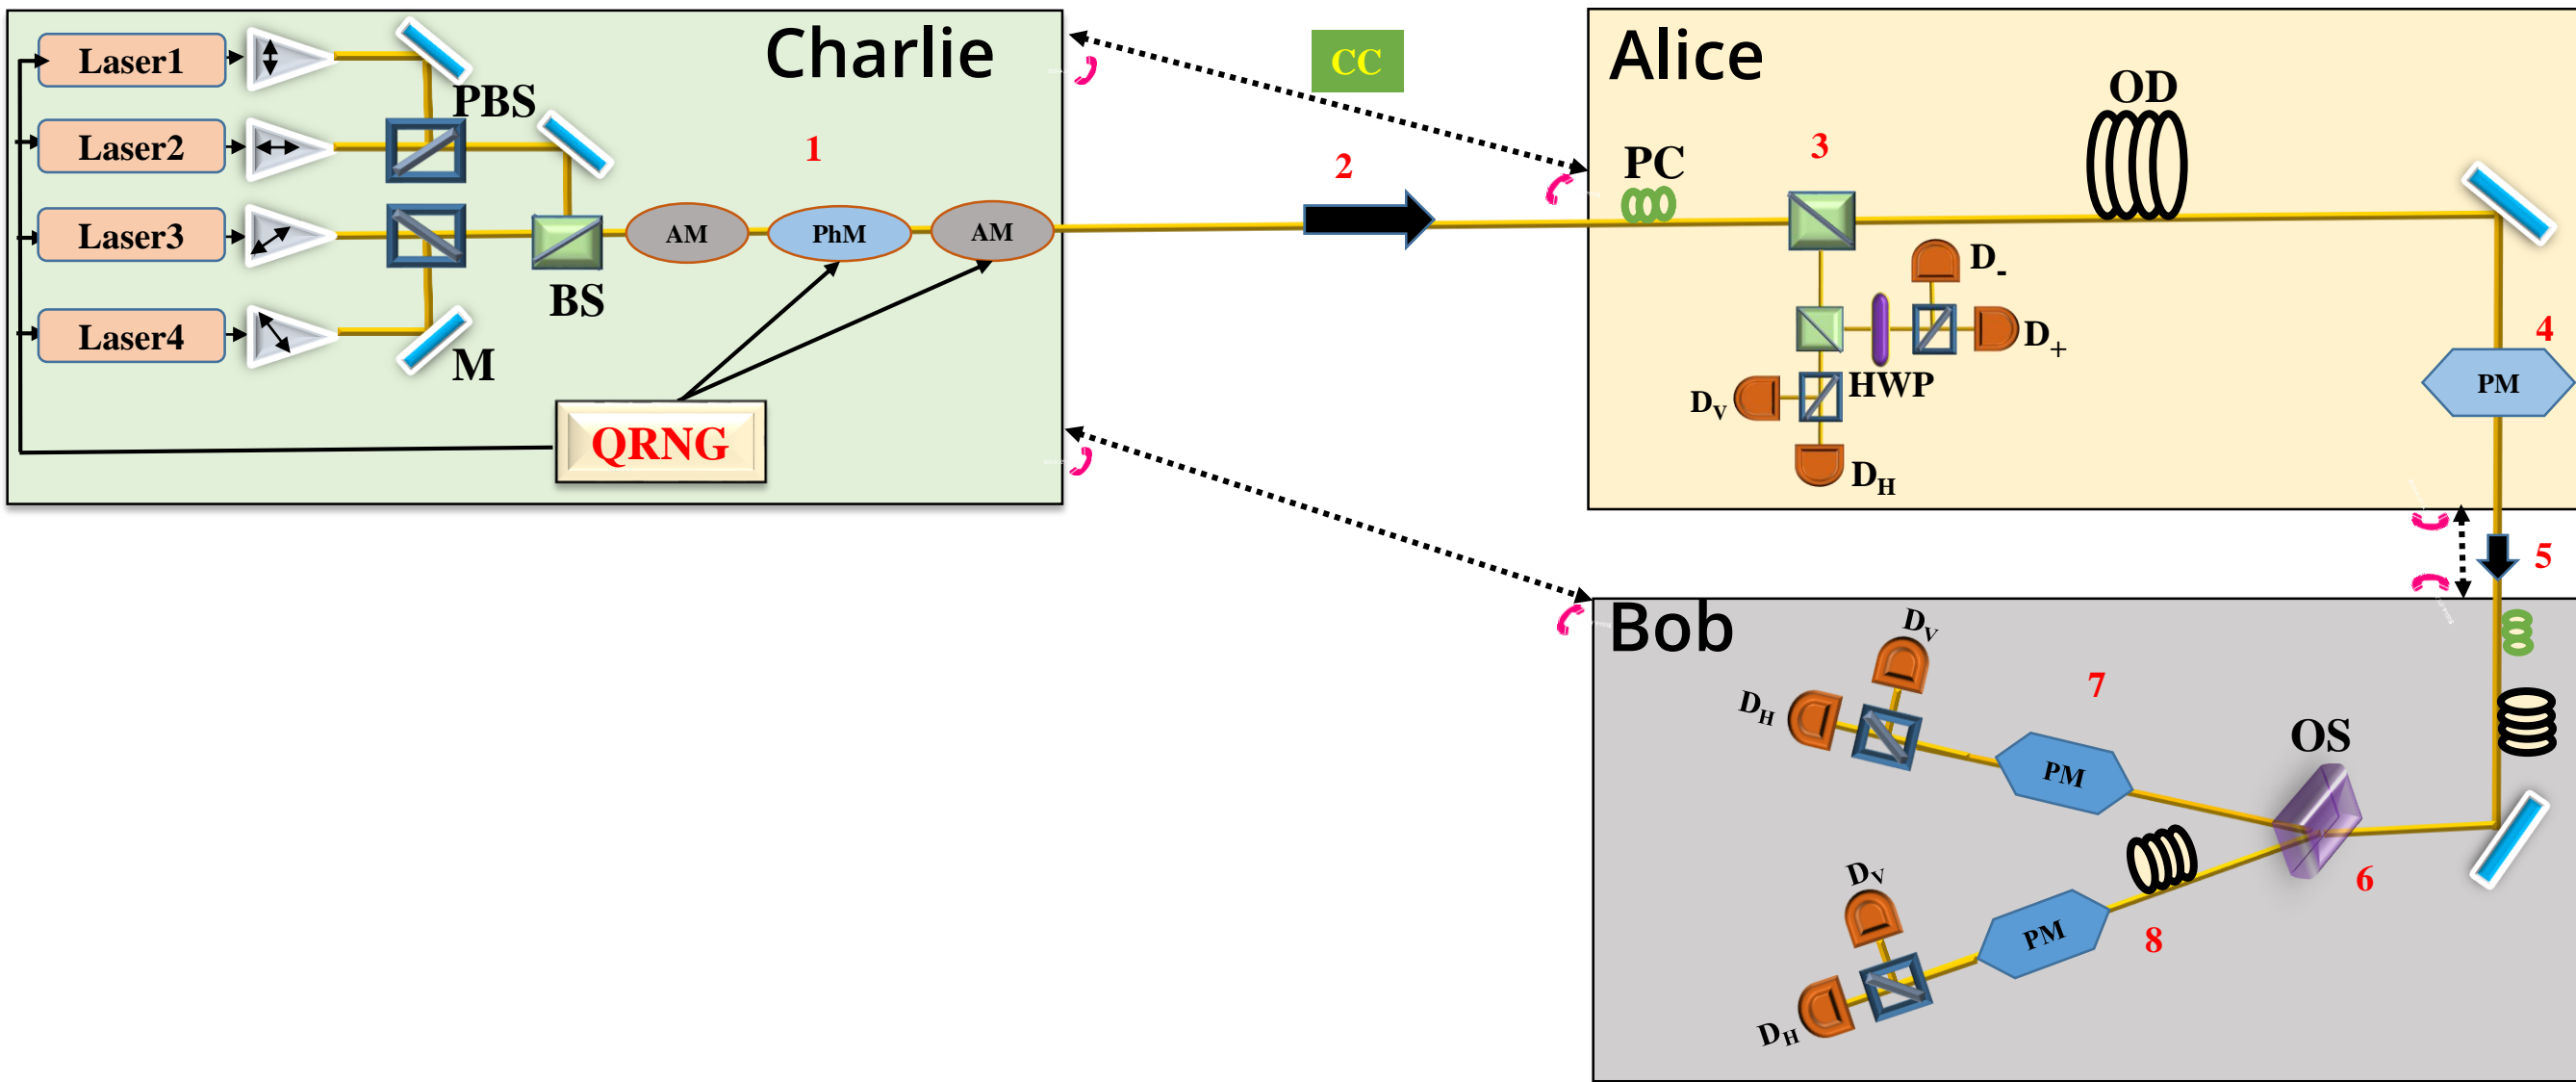 Charlie
Laser1
Laser2
Laser3
Laser4
PBS
BS
M
1
AM
PhM
AM
QRNG
CC
2
Alice
PC
3
OD
D-
D+
HWP
DV
DH
4
PM
5
Bob
DV
DH
7
PM
OS
6
DV
DH
PM
8